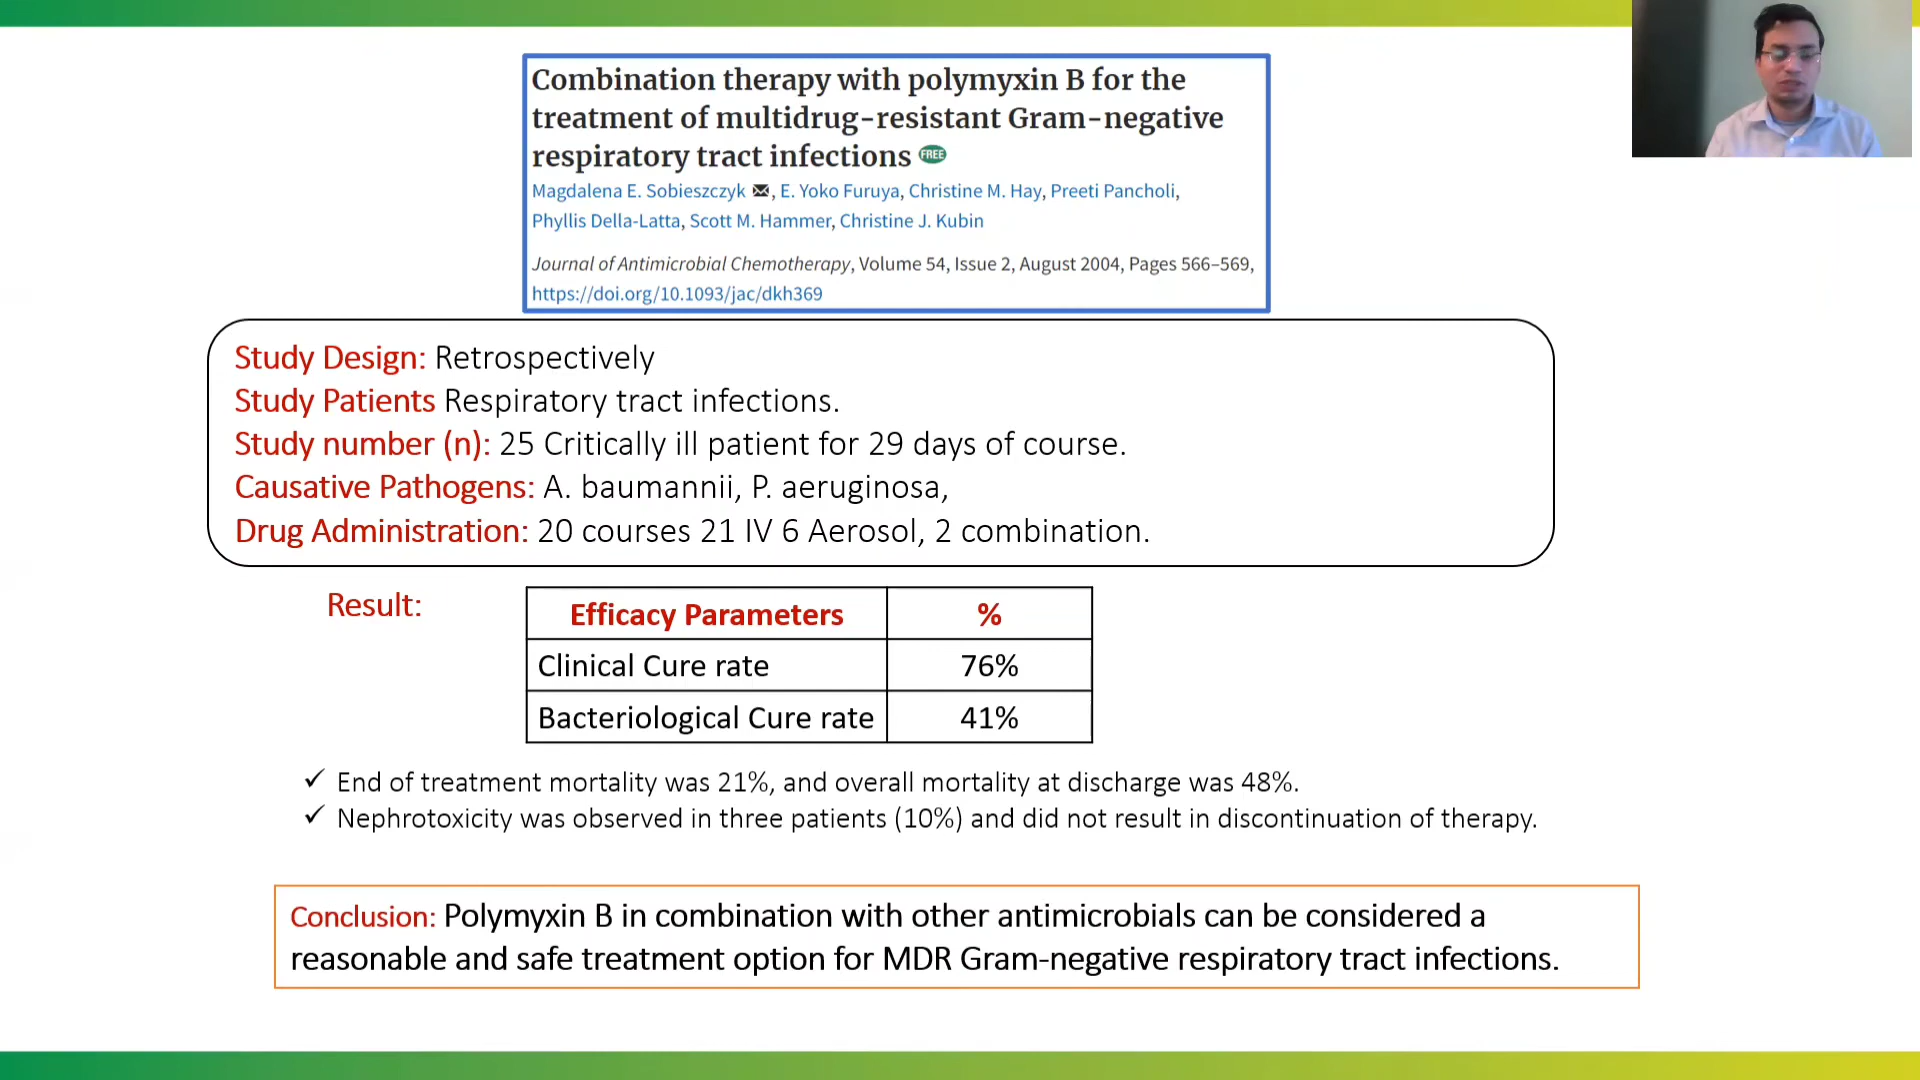 Combination therapy with polymyxin B for the
treatment of multidrug-resistant Gram-negative
respiratory tract infections FREE
Magdalena E. Sobieszczyk, E. Yoko Furuya, Christine M. Hay, Preeti Pancholi,
Phyllis Della-Latta, Scott M. Hammer, Christine J. Kubin
Journal of Antimicrobial Chemotherapy, Volume 54, Issue 2, August 2004, Pages 566–569,
https://doi.org/10.1093/jac/dkh369
Study Design: Retrospectively
Study Patients Respiratory tract infections.
Study number (n): 25 Critically ill patient for 29 days of course.
Causative Pathogens: A. baumannii, P. aeruginosa,
Drug Administration: 20 courses 21 IV 6 Aerosol, 2 combination.
Result:
Efficacy Parameters %
Clinical Cure rate 76%
Bacteriological Cure rate 41%
✓ End of treatment mortality was 21%, and overall mortality at discharge was 48%.
✓ Nephrotoxicity was observed in three patients (10%) and did not result in discontinuation of therapy.
Conclusion: Polymyxin B in combination with other antimicrobials can be considered a
reasonable and safe treatment option for MDR Gram-negative respiratory tract infections.